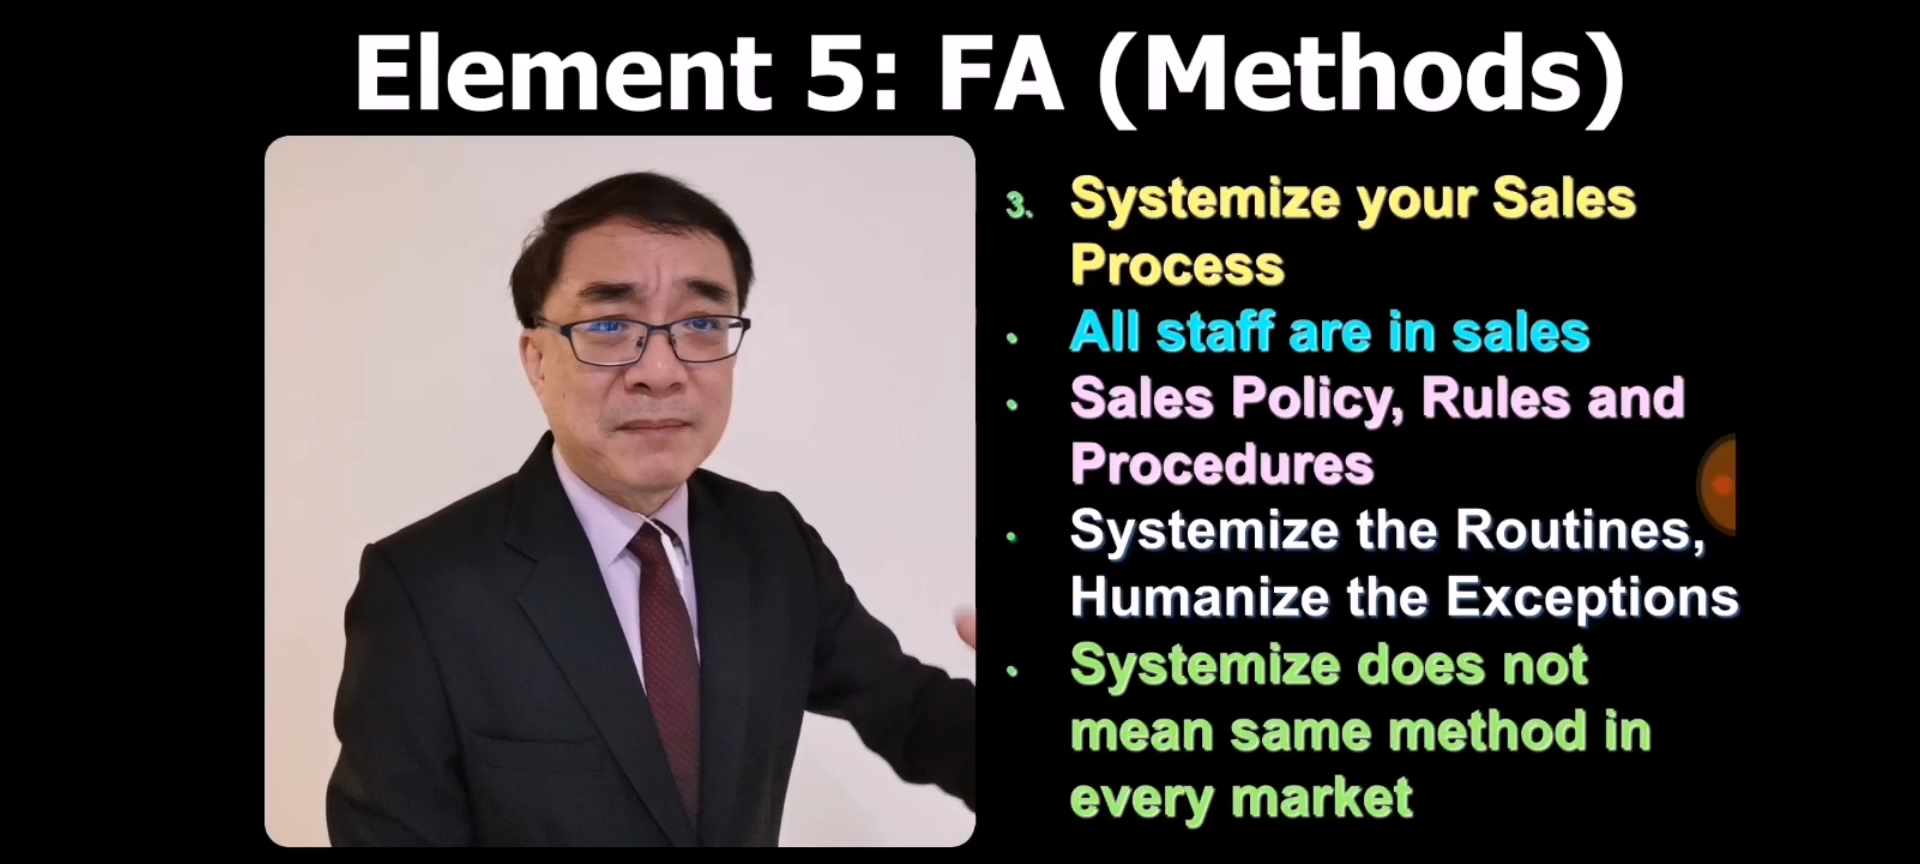 Element 5: FA (Methods)
3. Systemize your Sales
Process
• All staff are in sales
• Sales Policy, Rules and
Procedures
• Systemize the Routines,
Humanize the Exceptions
• Systemize does not
mean same method in
every market